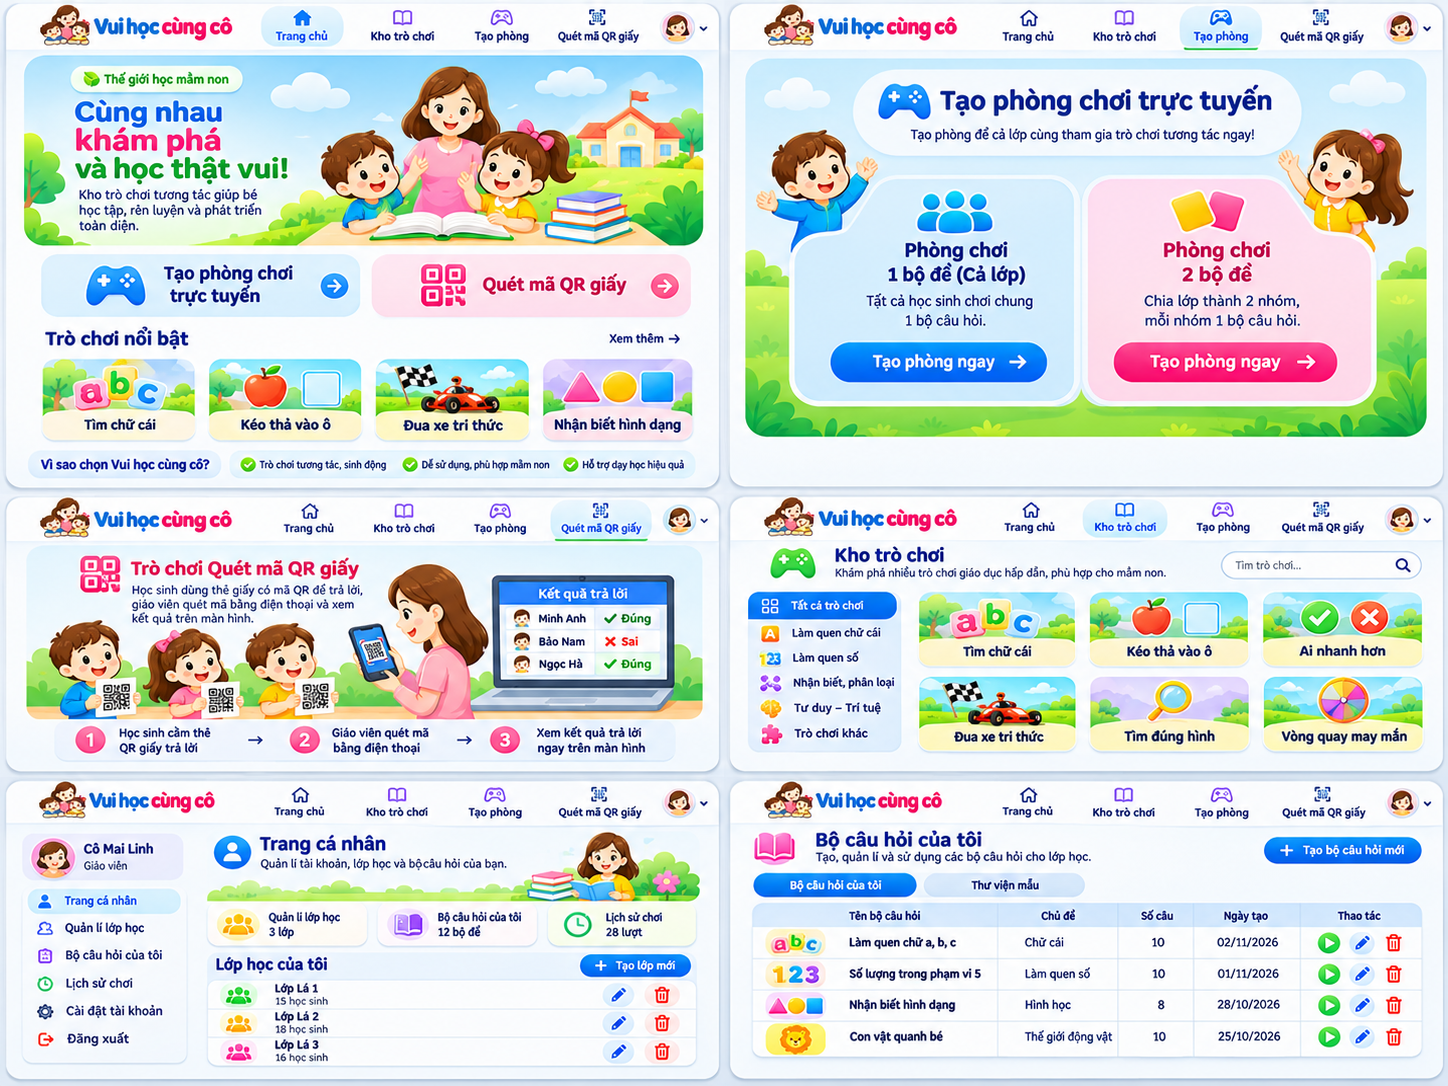 Vui học cùng cô
Trang chủ
Kho trò chơi
Tạo phòng
Quét mã QR giấy
Thế giới học mầm non
Cùng nhau
khám phá
và học thật vui!
Kho trò chơi tương tác giúp bé
học tập, rèn luyện và phát triển
toàn diện.
Tạo phòng chơi
trực tuyến
Quét mã QR giấy
Trò chơi nổi bật
Xem thêm →
abc
Tìm chữ cái
Kéo thả vào ô
Đua xe tri thức
Nhận biết hình dạng
Vì sao chọn Vui học cùng cô?
Trò chơi tương tác, sinh động
Dễ sử dụng, phù hợp mầm non
Hỗ trợ dạy học hiệu quả
Vui học cùng cô
Trang chủ
Kho trò chơi
Tạo phòng
Quét mã QR giấy
Tạo phòng chơi trực tuyến
Tạo phòng để cả lớp cùng tham gia trò chơi tương tác ngay!
Phòng chơi
1 bộ đề (Cả lớp)
Tất cả học sinh chơi chung
1 bộ câu hỏi.
Tạo phòng ngay →
Phòng chơi
2 bộ đề
Chia lớp thành 2 nhóm,
mỗi nhóm 1 bộ câu hỏi.
Tạo phòng ngay →
Vui học cùng cô
Trang chủ
Kho trò chơi
Tạo phòng
Quét mã QR giấy
Trò chơi Quét mã QR giấy
Học sinh dùng thẻ giấy có mã QR để trả lời,
giáo viên quét mã bằng điện thoại và xem
kết quả trên màn hình.
Kết quả trả lời
Minh Anh
Đúng
Bảo Nam
Sai
Ngọc Hà
Đúng
1
Học sinh cầm thẻ
QR giấy trả lời
→
2
Giáo viên quét mã
bằng điện thoại
→
3
Xem kết quả trả lời
ngay trên màn hình
Vui học cùng cô
Trang chủ
Kho trò chơi
Tạo phòng
Quét mã QR giấy
Kho trò chơi
Khám phá nhiều trò chơi giáo dục hấp dẫn, phù hợp cho mầm non.
Tìm trò chơi...
Tất cả trò chơi
A
Làm quen chữ cái
123
Làm quen số
Nhận biết, phân loại
Tư duy – Trí tuệ
Trò chơi khác
abc
Tìm chữ cái
Kéo thả vào ô
Ai nhanh hơn
Đua xe tri thức
Tìm đúng hình
Vòng quay may mắn
Vui học cùng cô
Trang chủ
Kho trò chơi
Tạo phòng
Quét mã QR giấy
Cô Mai Linh
Giáo viên
Trang cá nhân
Quản lí lớp học
Bộ câu hỏi của tôi
Lịch sử chơi
Cài đặt tài khoản
Đăng xuất
Trang cá nhân
Quản lí tài khoản, lớp học và bộ câu hỏi của bạn.
Quản lí lớp học
3 lớp
Bộ câu hỏi của tôi
12 bộ đề
Lịch sử chơi
28 lượt
Lớp học của tôi
+ Tạo lớp mới
Lớp Lá 1
15 học sinh
Lớp Lá 2
18 học sinh
Lớp Lá 3
16 học sinh
Vui học cùng cô
Trang chủ
Kho trò chơi
Tạo phòng
Quét mã QR giấy
Bộ câu hỏi của tôi
Tạo, quản lí và sử dụng các bộ câu hỏi cho lớp học.
+ Tạo bộ câu hỏi mới
Bộ câu hỏi của tôi
Thư viện mẫu
Tên bộ câu hỏi
Chủ đề
Số câu
Ngày tạo
Thao tác
abc
Làm quen chữ a, b, c
Chữ cái
10
02/11/2026
123
Số lượng trong phạm vi 5
Làm quen số
10
01/11/2026
Nhận biết hình dạng
Hình học
8
28/10/2026
Con vật quanh bé
Thế giới động vật
10
25/10/2026